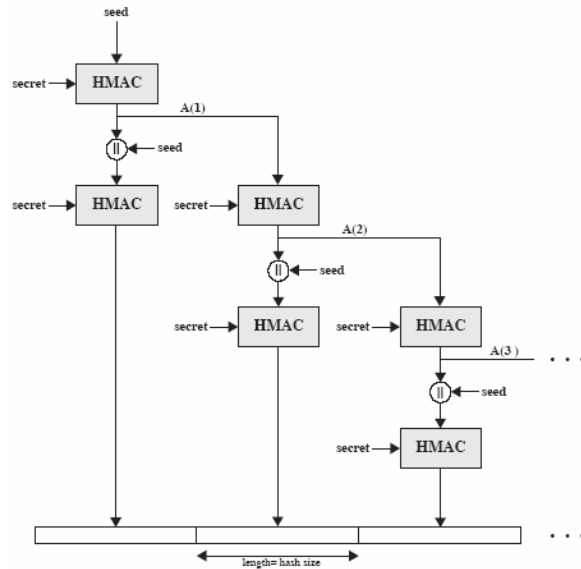 seed
secret HMAC
A(1)
|| seed
secret HMAC secret HMAC
A(2)
|| seed
secret HMAC secret HMAC
A(3 ) . . .
|| seed
secret HMAC
. . .
length= hash size